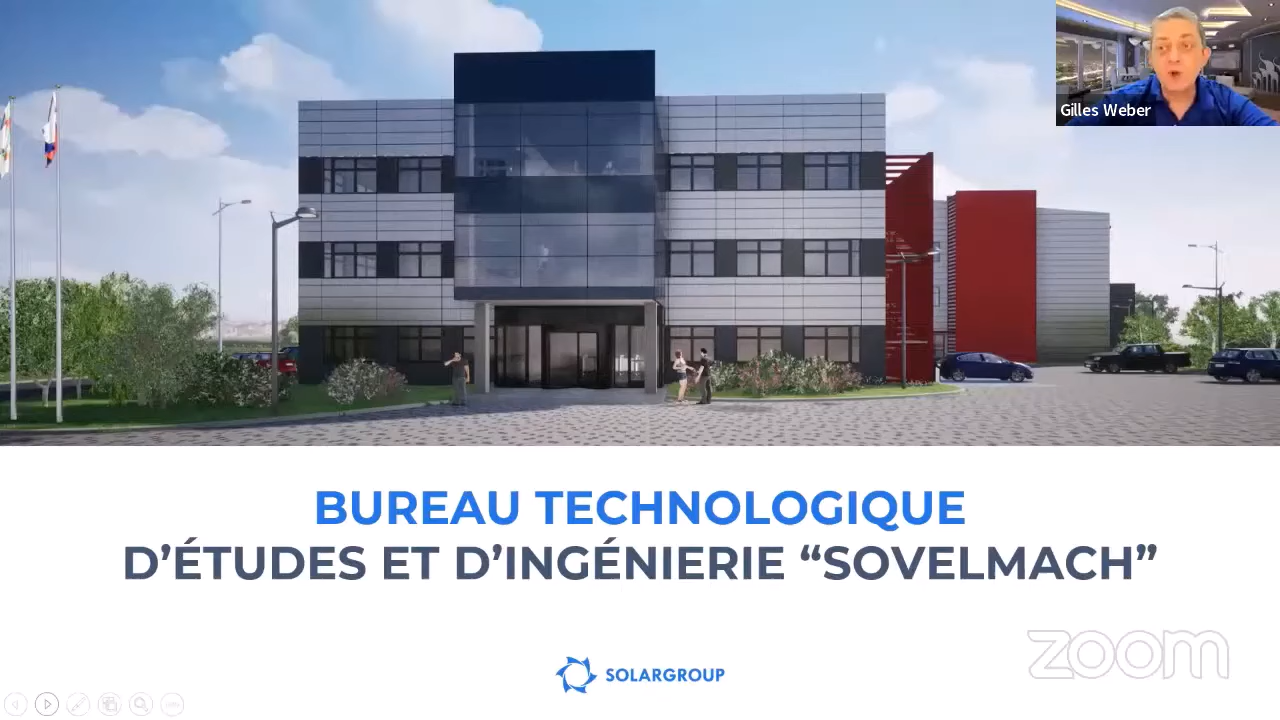 Gilles Weber
BUREAU TECHNOLOGIQUE
D’ÉTUDES ET D’INGÉNIERIE “SOVELMACH”
zoom
SOLARGROUP